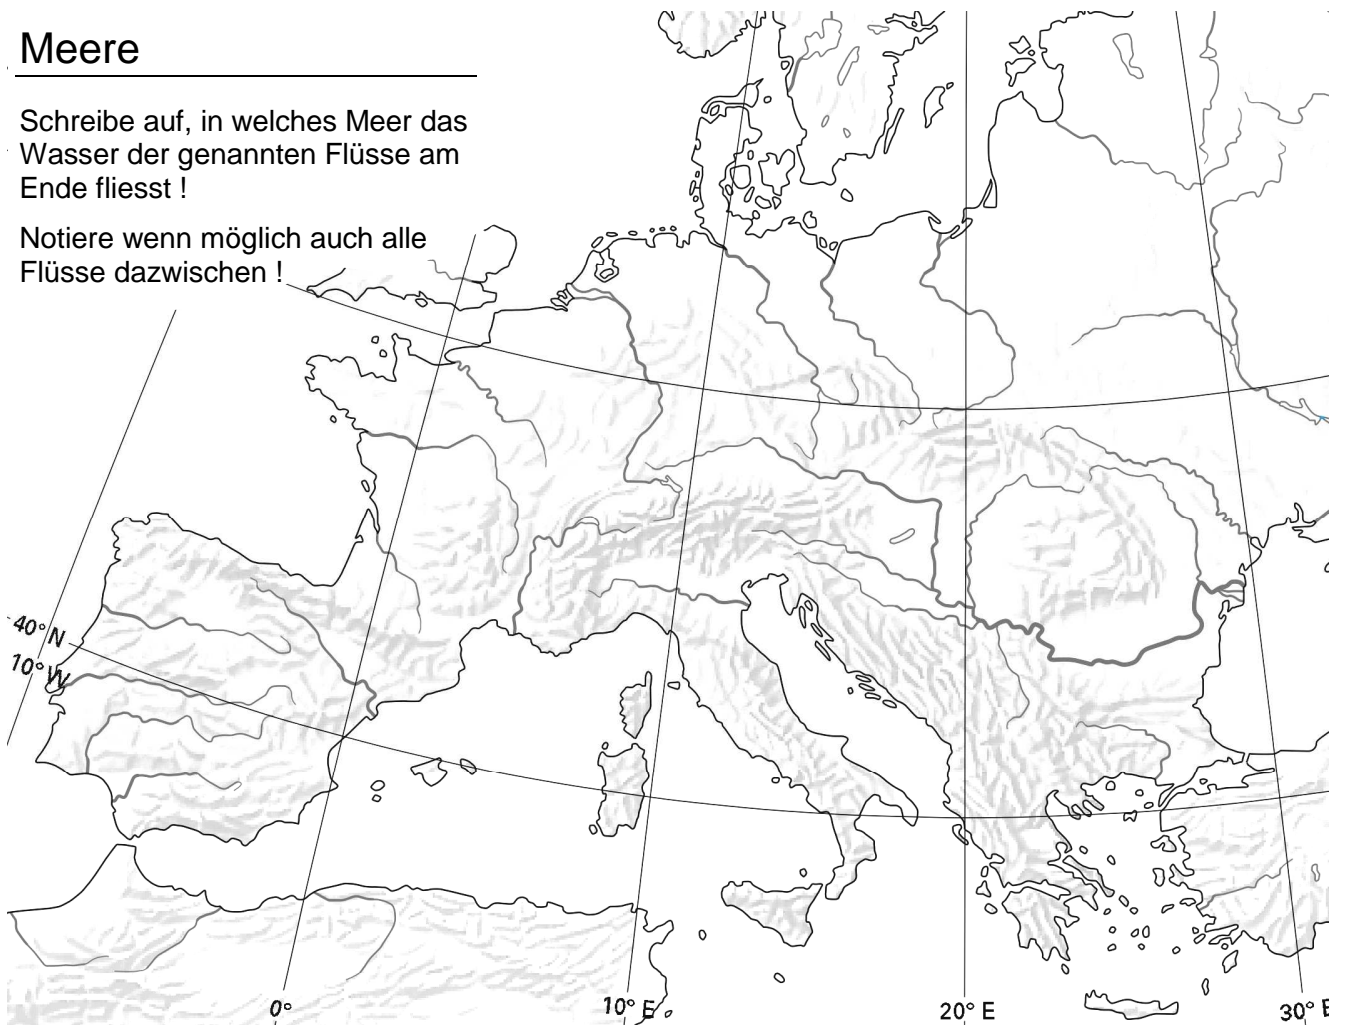 Meere
Schreibe auf, in welches Meer das
Wasser der genannten Flüsse am
Ende fliesst !
Notiere wenn möglich auch alle
Flüsse dazwischen !
40° N
10° W
0°
10° E
20° E
30° E